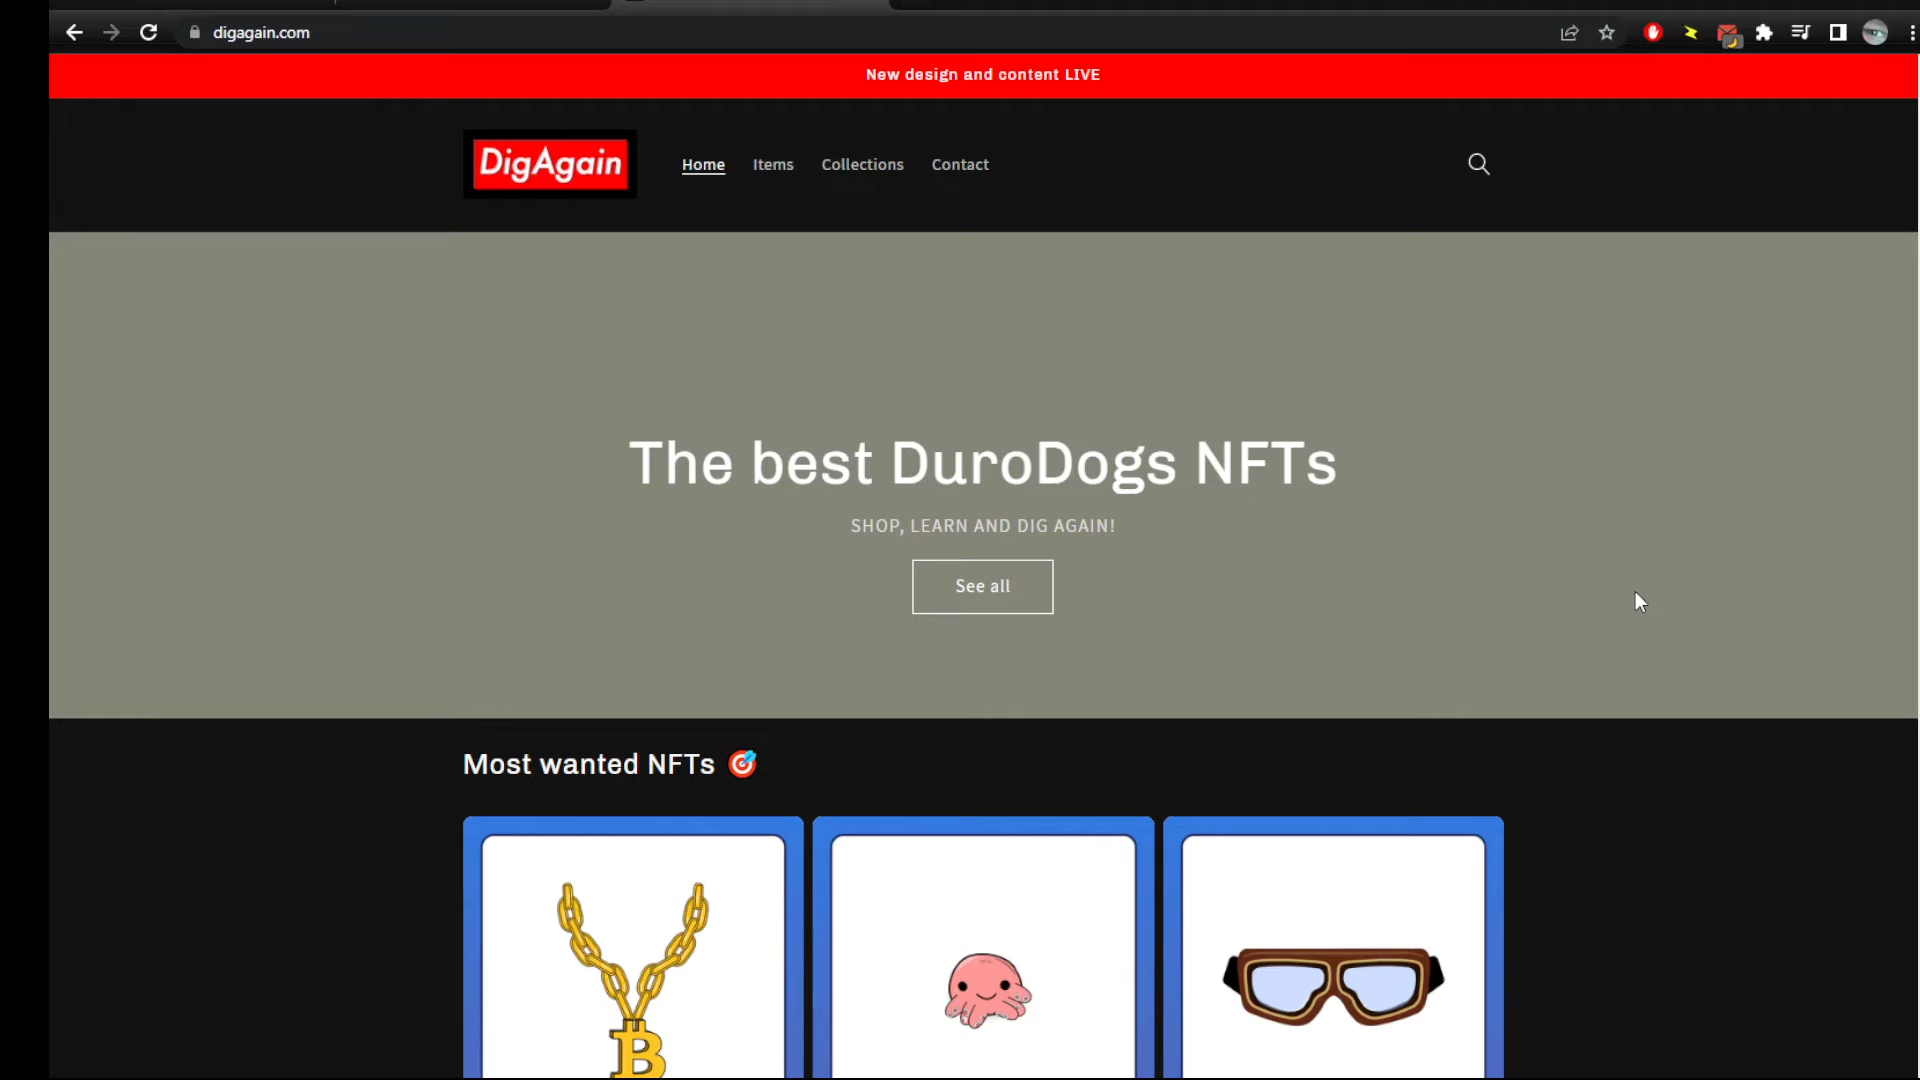 digagain.com
New design and content LIVE
DigAgain
Home Items Collections Contact
The best DuroDogs NFTs
SHOP, LEARN AND DIG AGAIN!
See all
Most wanted NFTs
B